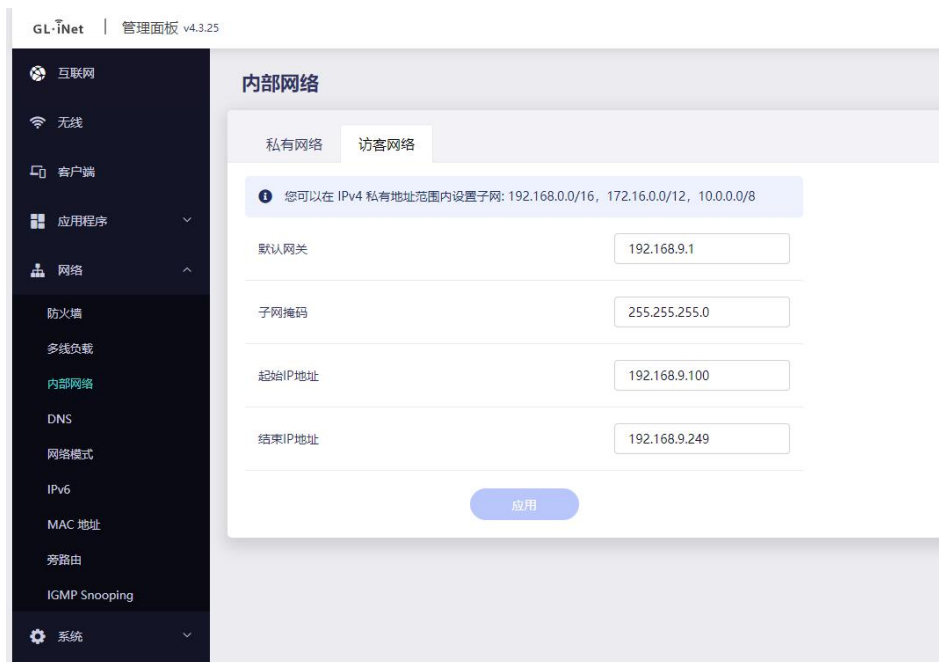 GL·iNet | 管理面板 v4.3.25
互联网
无线
客户端
应用程序
网络
防火墙
多线负载
内部网络
DNS
网络模式
IPv6
MAC 地址
旁路由
IGMP Snooping
系统
内部网络
私有网络 访客网络
您可以在 IPv4 私有地址范围内设置子网: 192.168.0.0/16，172.16.0.0/12，10.0.0.0/8
默认网关 192.168.9.1
子网掩码 255.255.255.0
起始IP地址 192.168.9.100
结束IP地址 192.168.9.249
应用